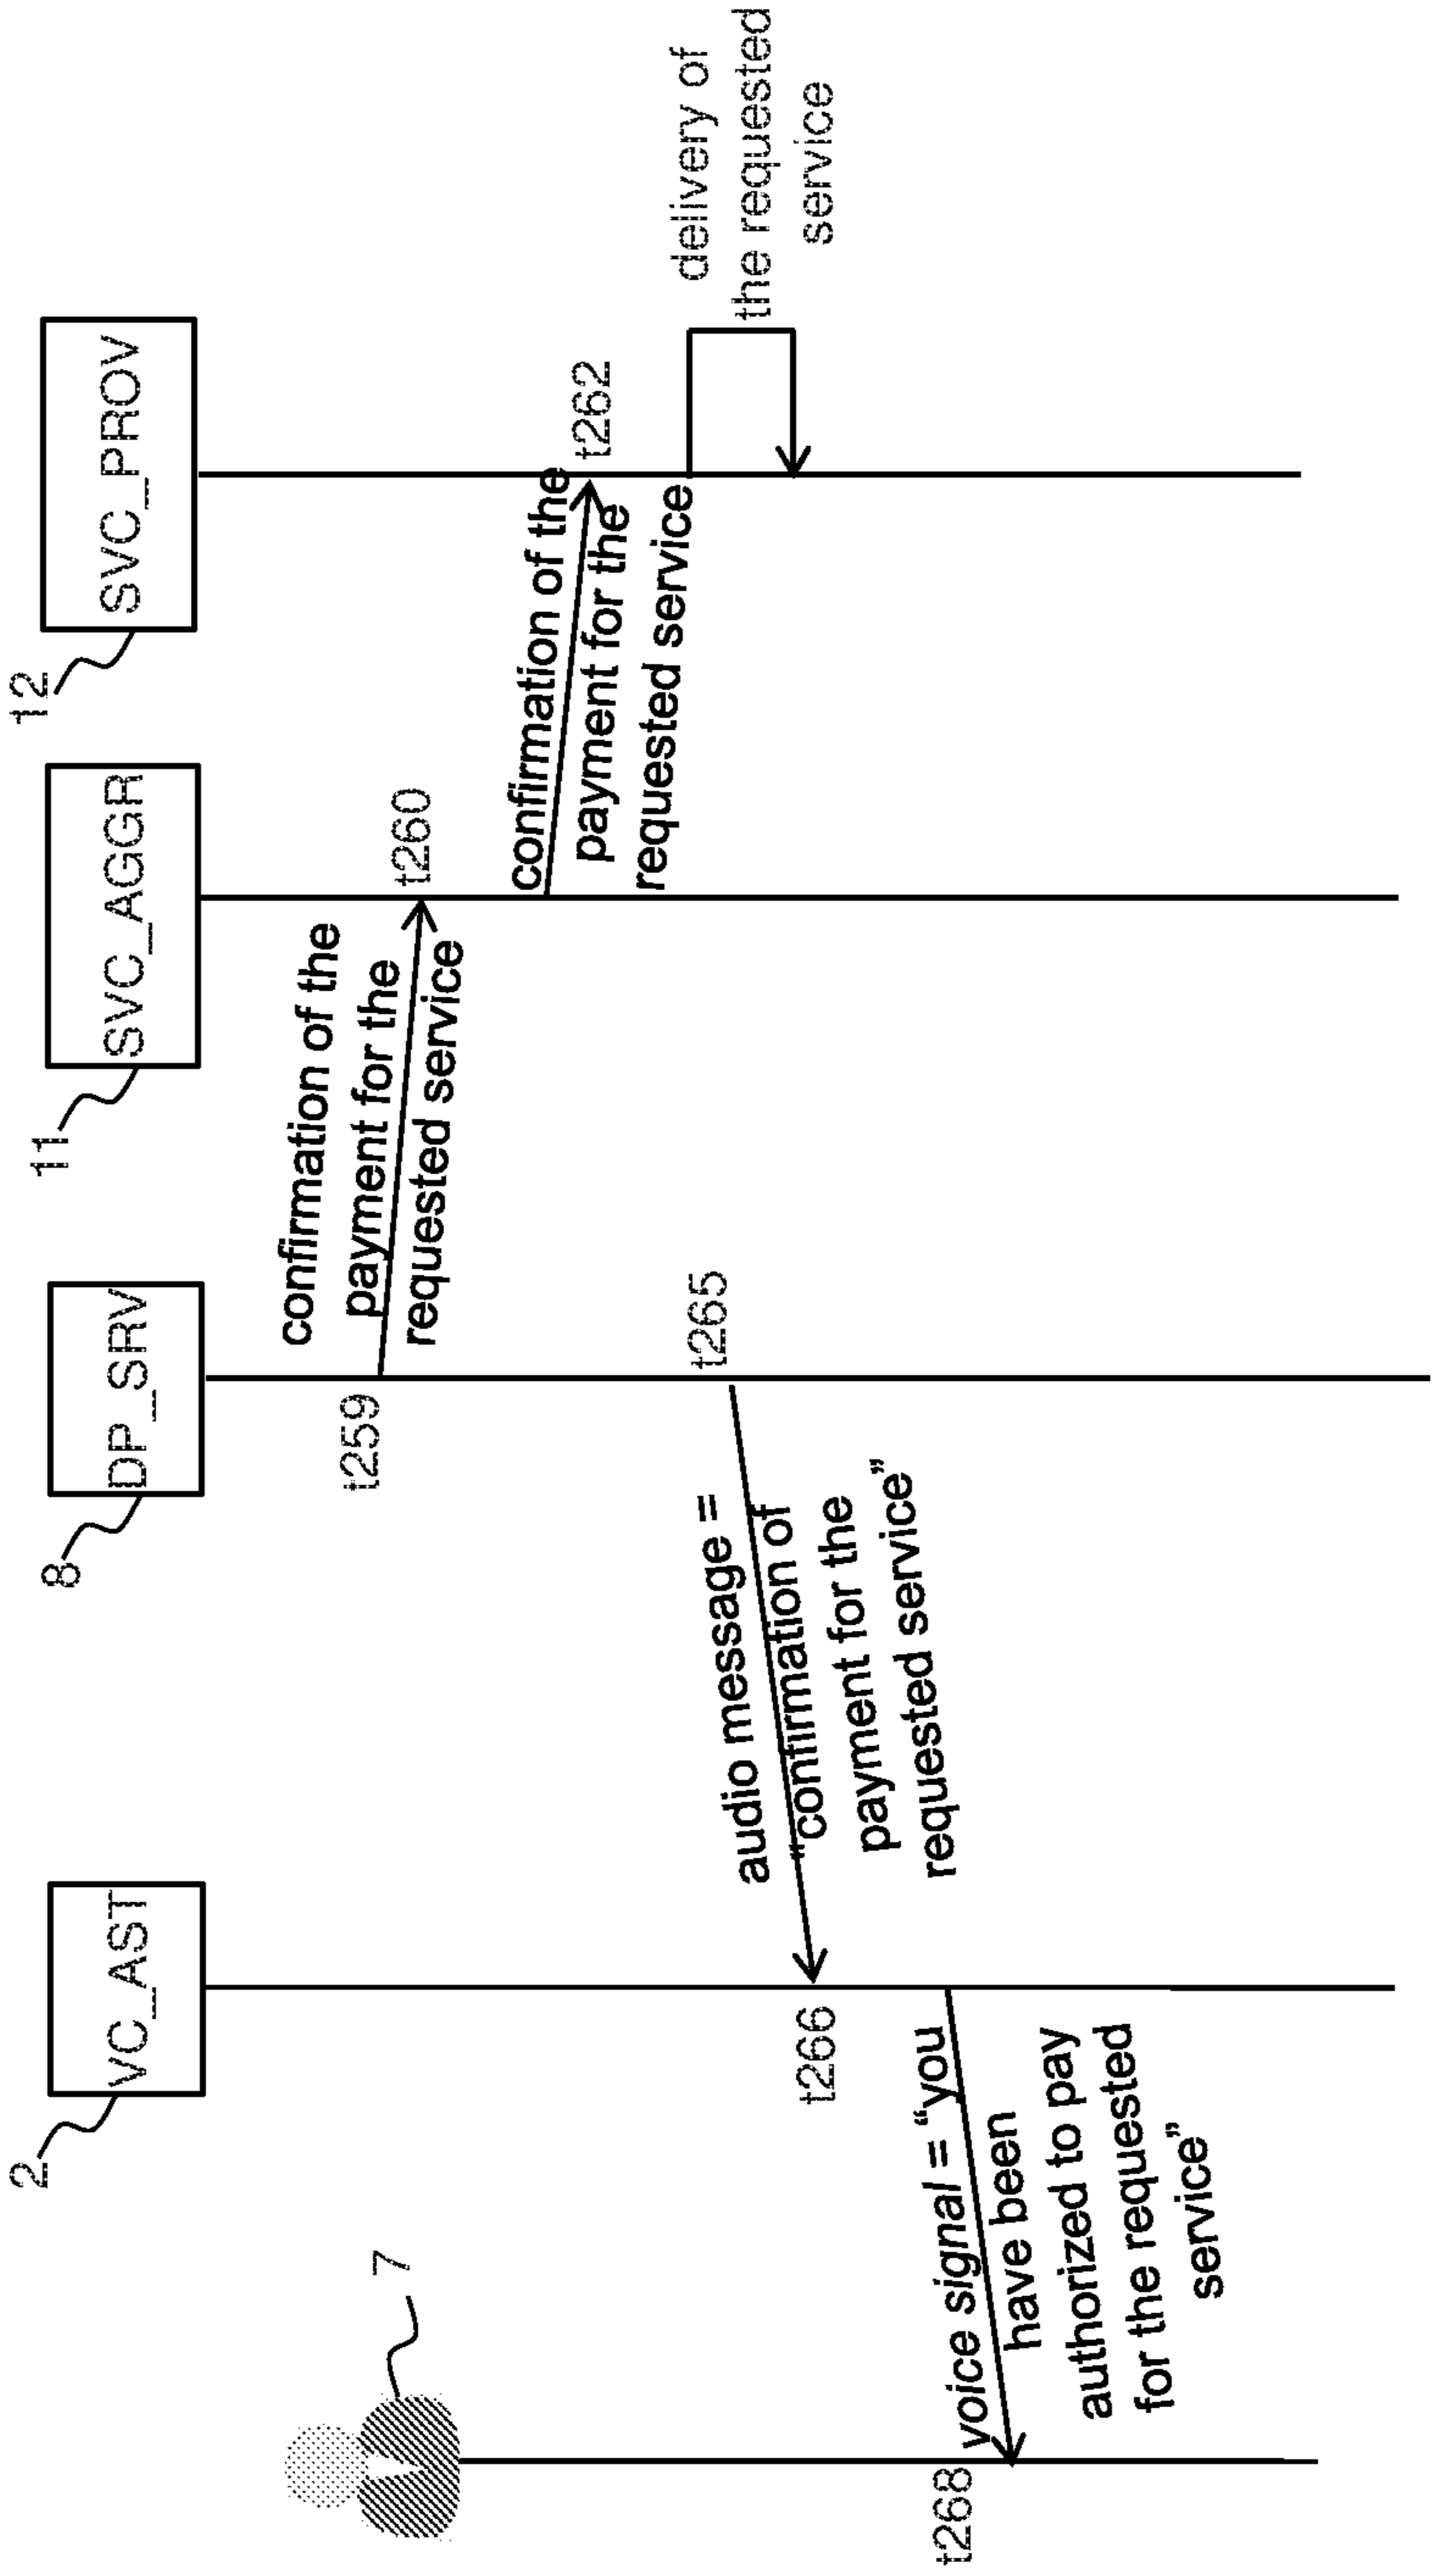 7
2
VC_AST
8
DP_SRV
11
SVC_AGGR
12
SVC_PROV
t259
confirmation of the
payment for the
requested service
t260
confirmation of the
payment for the
requested service
t262
delivery of
the requested
service
t265
audio message =
“confirmation of
payment for the
requested service”
t266
voice signal = “you
have been
authorized to pay
for the requested
service”
t268